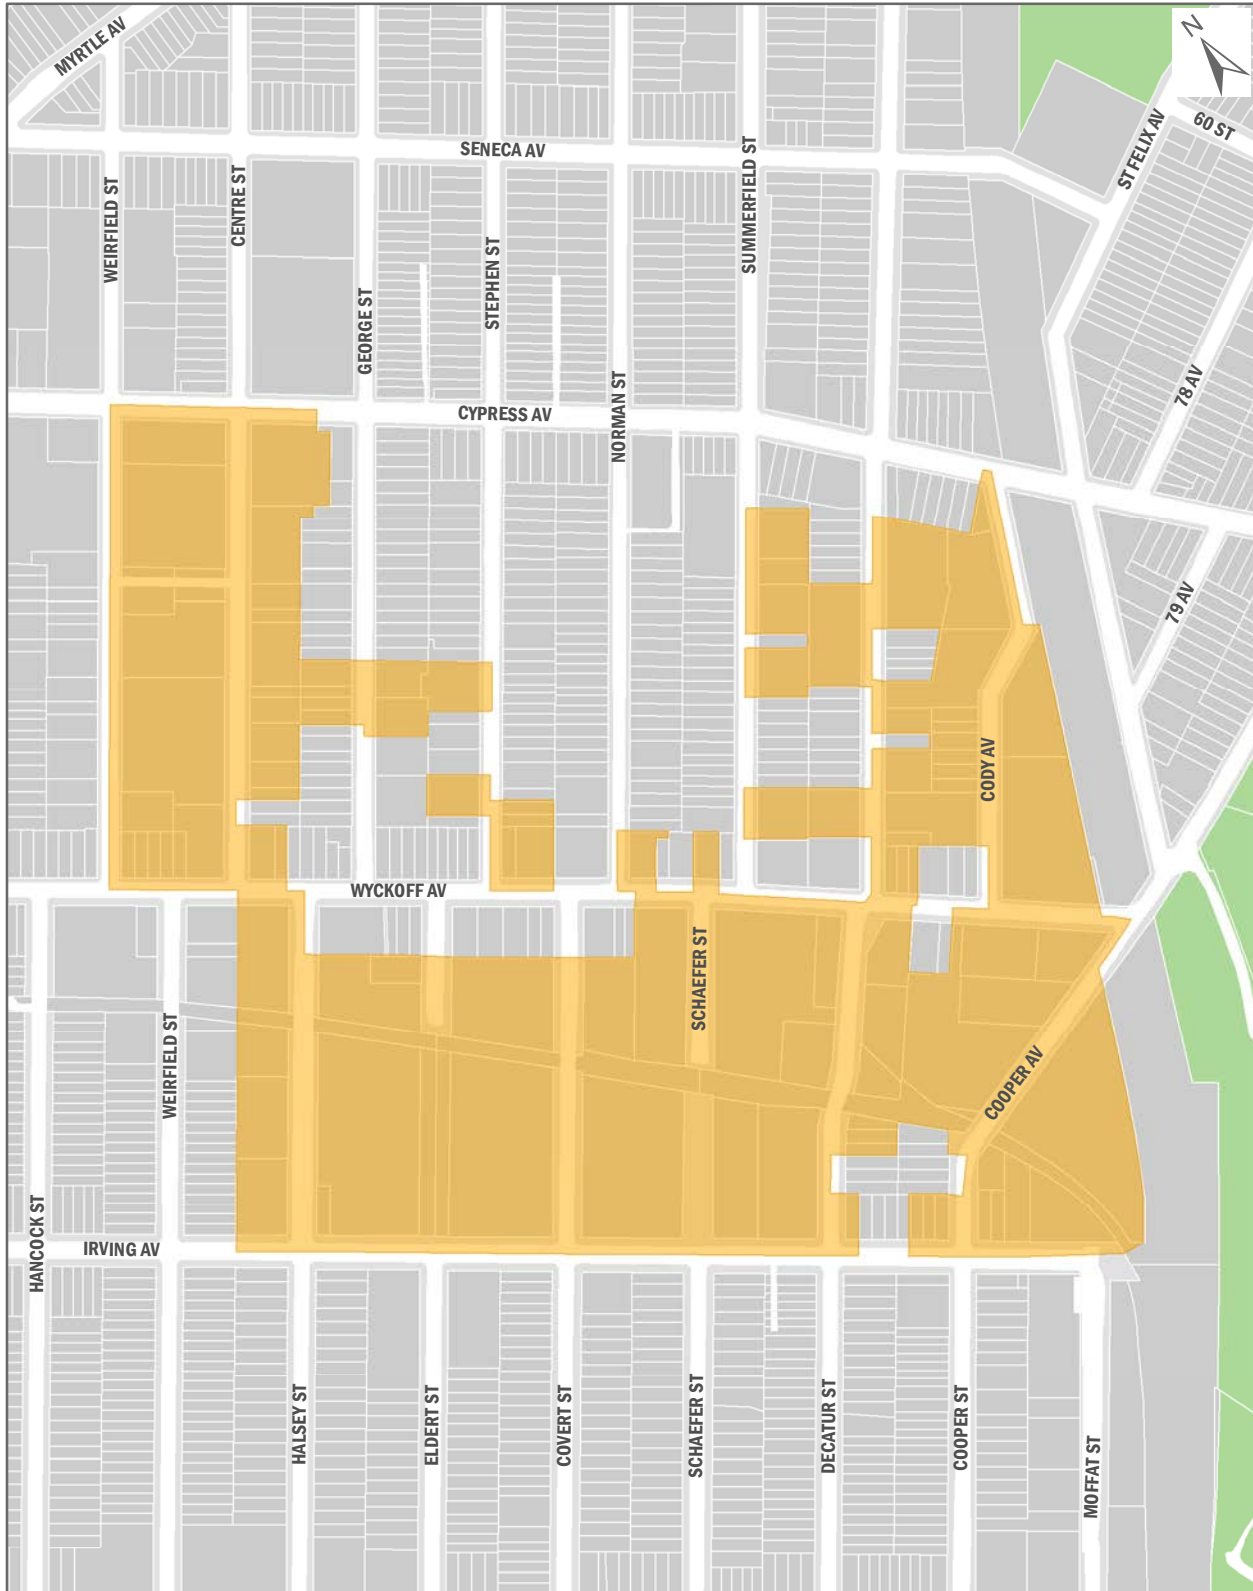 MYRTLE AV
N
60 ST
ST FELIX AV
SENECA AV
WEIRFIELD ST
CENTRE ST
SUMMERFIELD ST
STEPHEN ST
GEORGE ST
78 AV
NORMAN ST
CYPRESS AV
79 AV
CODY AV
WYCKOFF AV
SCHAEFER ST
WEIRFIELD ST
COOPER AV
HANCOCK ST
IRVING AV
HALSEY ST
ELDERT ST
COVERT ST
SCHAEFER ST
DECATUR ST
COOPER ST
MOFFAT ST